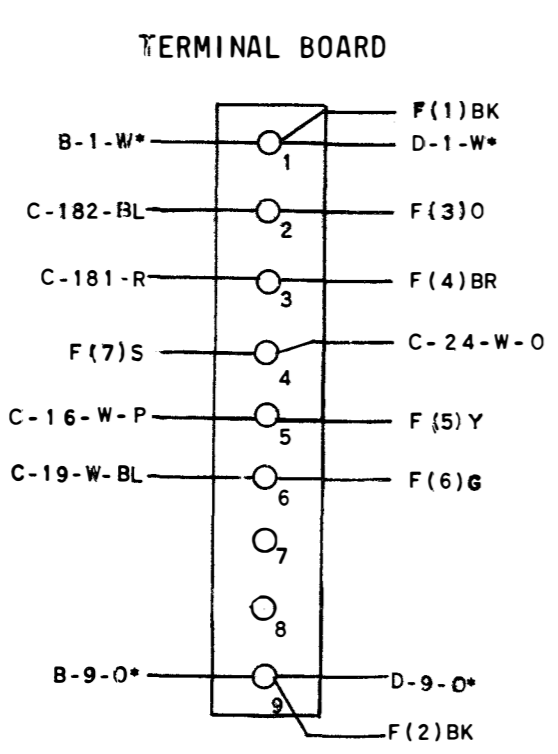 TERMINAL BOARD
F(1)BK
B-1-W* 1 D-1-W*
C-182-BL 2 F(3)O
C-181-R 3 F(4)BR
F(7)S 4 C-24-W-O
C-16-W-P 5 F(5)Y
C-19-W-BL 6 F(6)G
7
8
B-9-O* 9 D-9-O*
F(2)BK